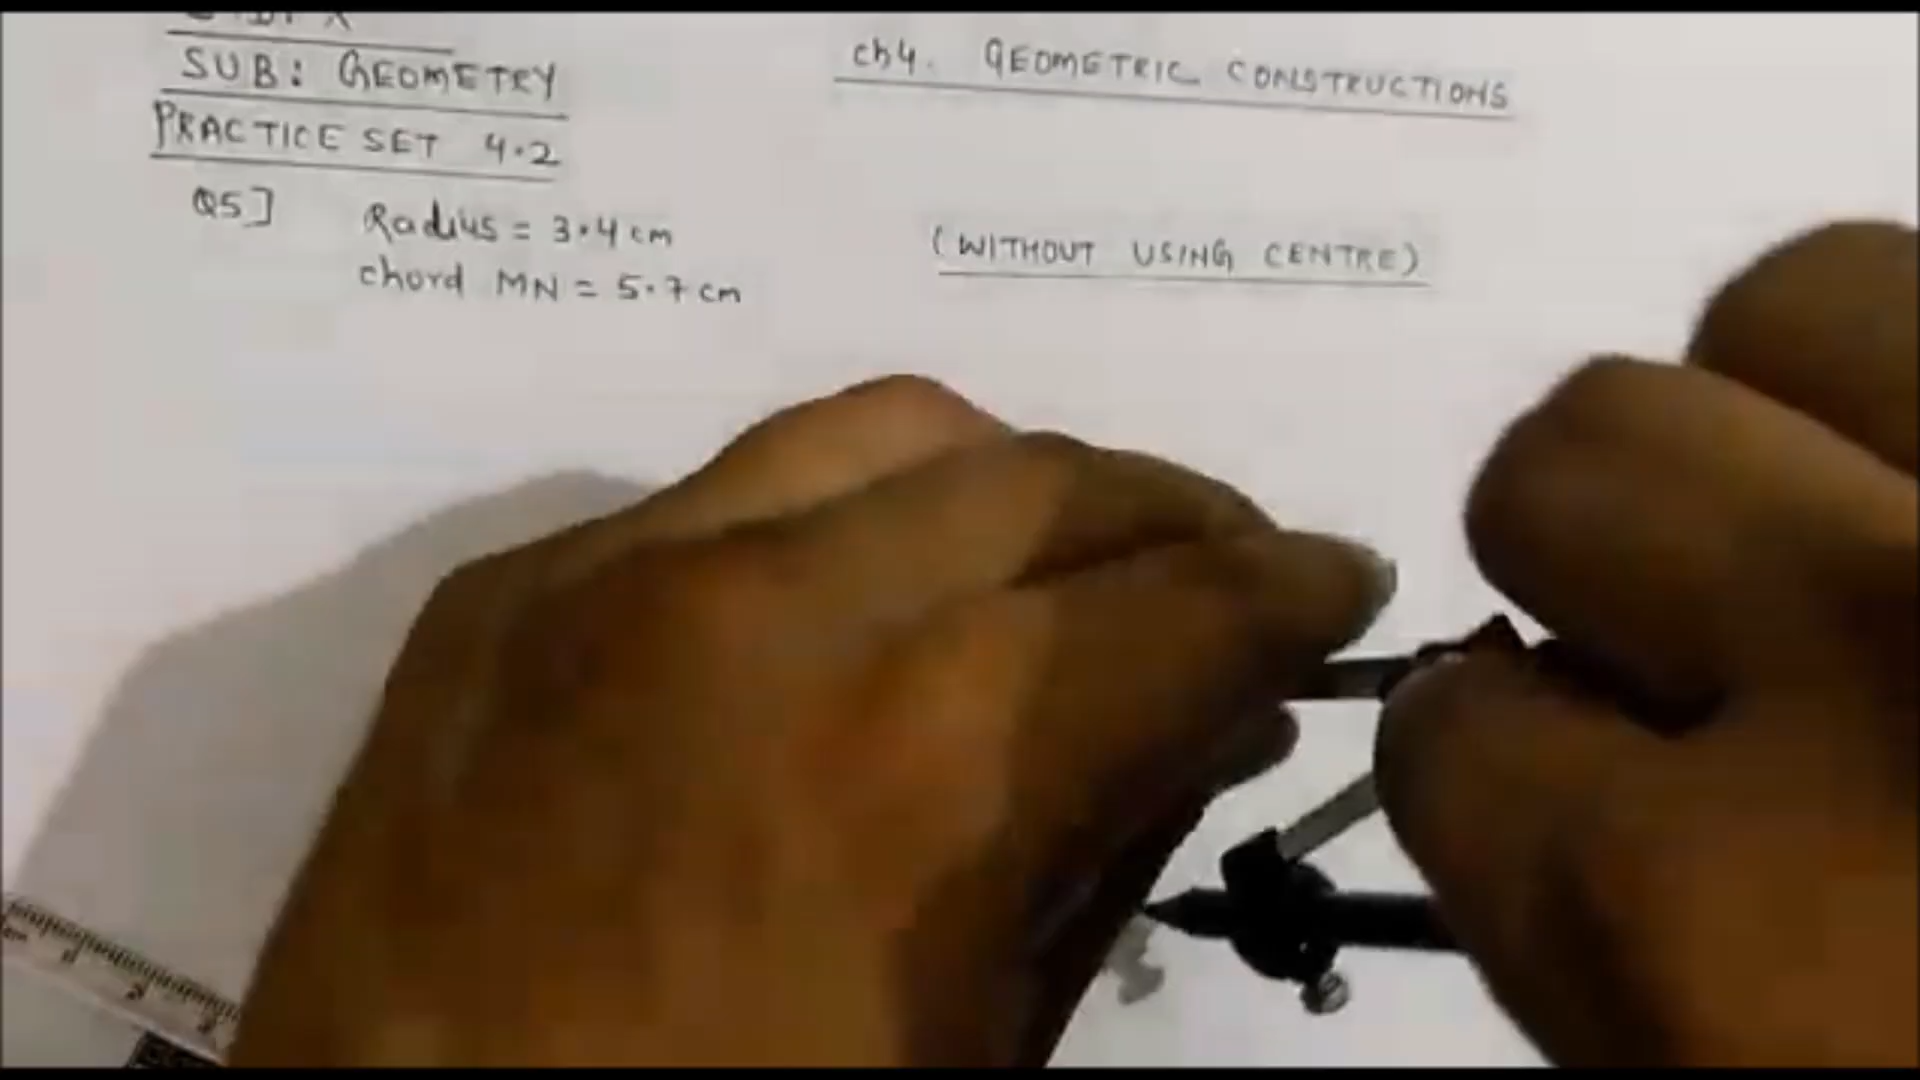 SUB: GEOMETRY
PRACTICE SET 4.2
Q5] Radius = 3.4 cm
chord MN = 5.7 cm
ch4. GEOMETRIC CONSTRUCTIONS
(WITHOUT USING CENTRE)
cm